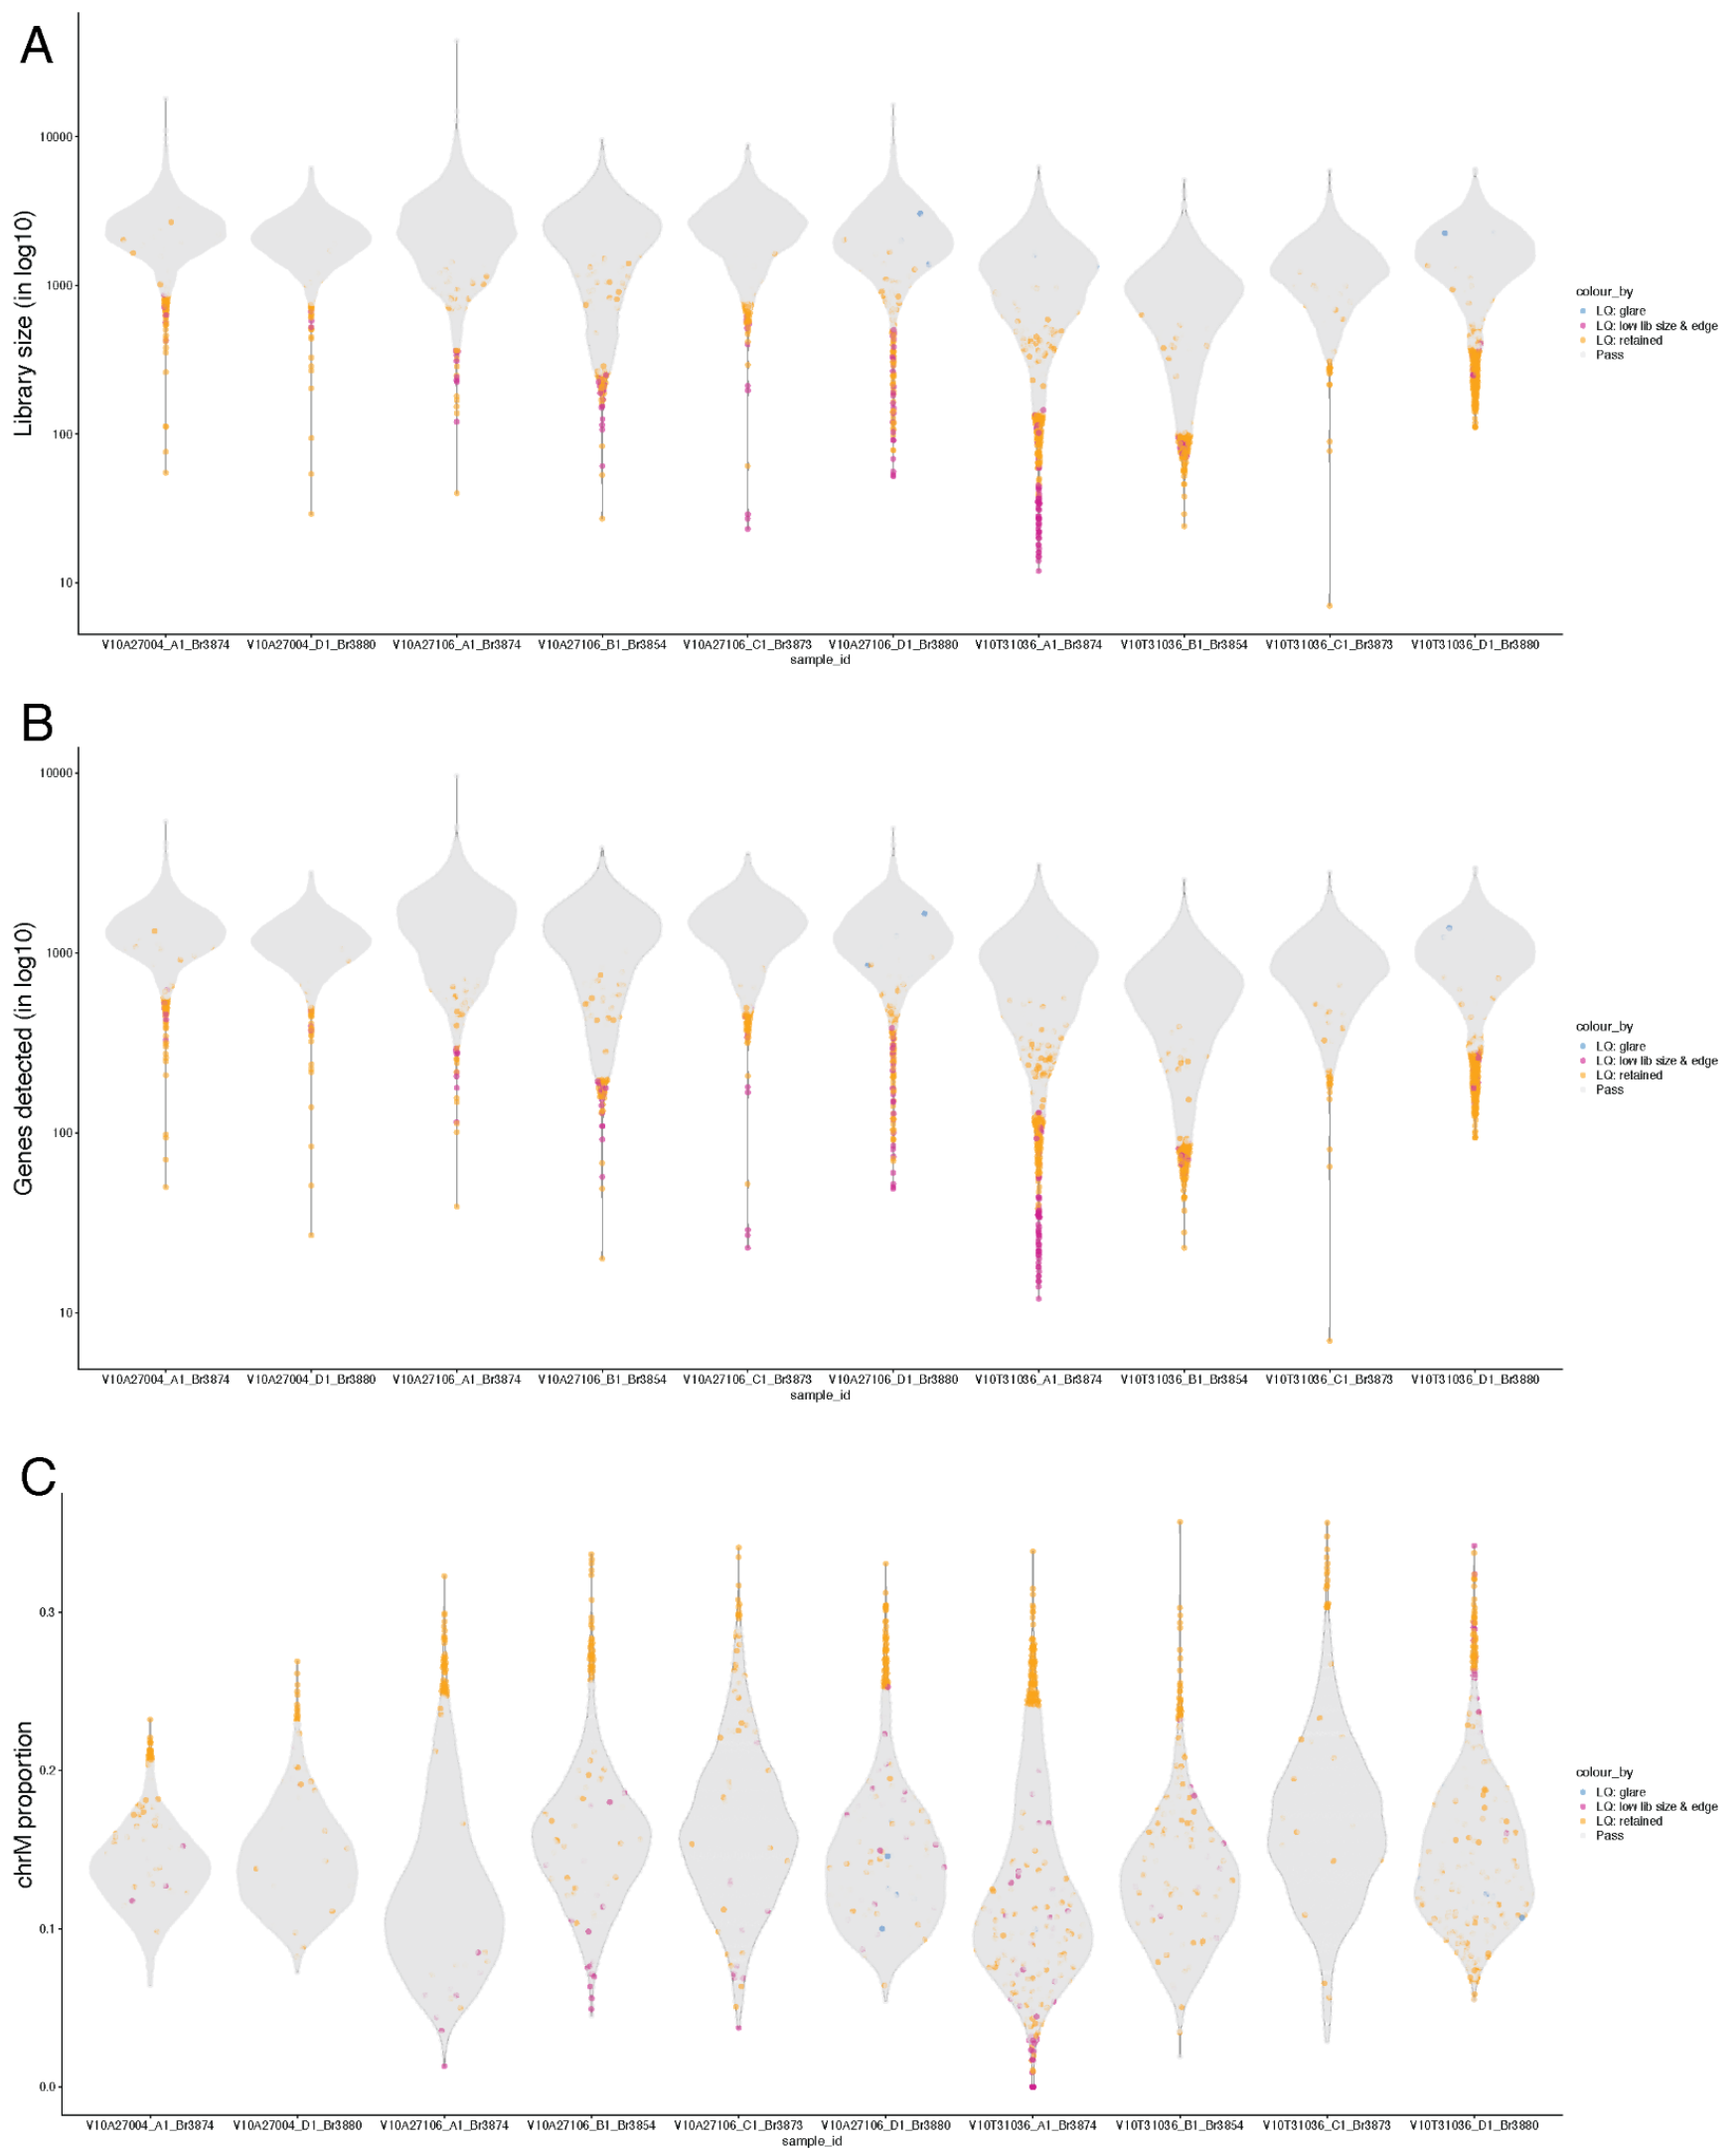 A
Library size (in log10)
10000
1000
100
10
V10A27004_A1_Br3874 V10A27004_D1_Br3880 V10A27106_A1_Br3874 V10A27106_B1_Br3854 V10A27106_C1_Br3873 V10A27106_D1_Br3880 V10T31036_A1_Br3874 V10T31036_B1_Br3854 V10T31036_C1_Br3873 V10T31036_D1_Br3880
sample_id
colour_by
LQ: glare
LQ: low lib size & edge
LQ: retained
Pass
B
Genes detected (in log10)
10000
1000
100
10
V10A27004_A1_Br3874 V10A27004_D1_Br3880 V10A27106_A1_Br3874 V10A27106_B1_Br3854 V10A27106_C1_Br3873 V10A27106_D1_Br3880 V10T31036_A1_Br3874 V10T31036_B1_Br3854 V10T31036_C1_Br3873 V10T31036_D1_Br3880
sample_id
colour_by
LQ: glare
LQ: low lib size & edge
LQ: retained
Pass
C
chrM proportion
0.3
0.2
0.1
0.0
V10A27004_A1_Br3874 V10A27004_D1_Br3880 V10A27106_A1_Br3874 V10A27106_B1_Br3854 V10A27106_C1_Br3873 V10A27106_D1_Br3880 V10T31036_A1_Br3874 V10T31036_B1_Br3854 V10T31036_C1_Br3873 V10T31036_D1_Br3880
sample_id
colour_by
LQ: glare
LQ: low lib size & edge
LQ: retained
Pass